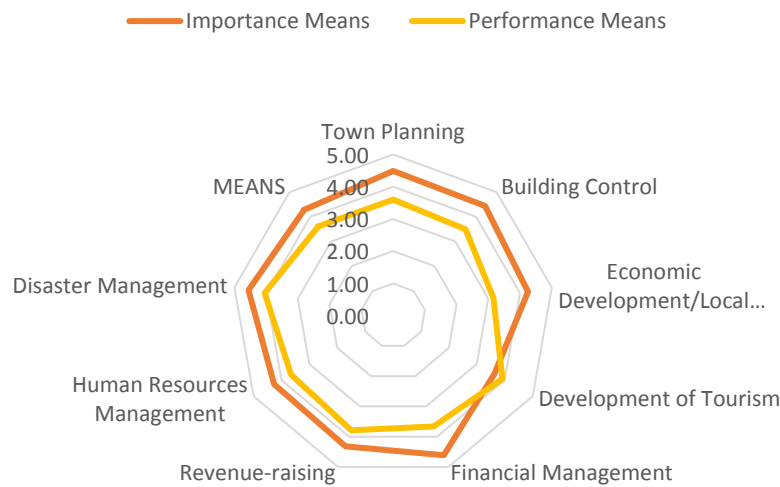 Importance Means
Performance Means
Town Planning
5.00
4.00
3.00
2.00
1.00
0.00
MEANS
Building Control
Disaster Management
Economic
Development/Local...
Human Resources
Management
Development of Tourism
Revenue-raising
Financial Management